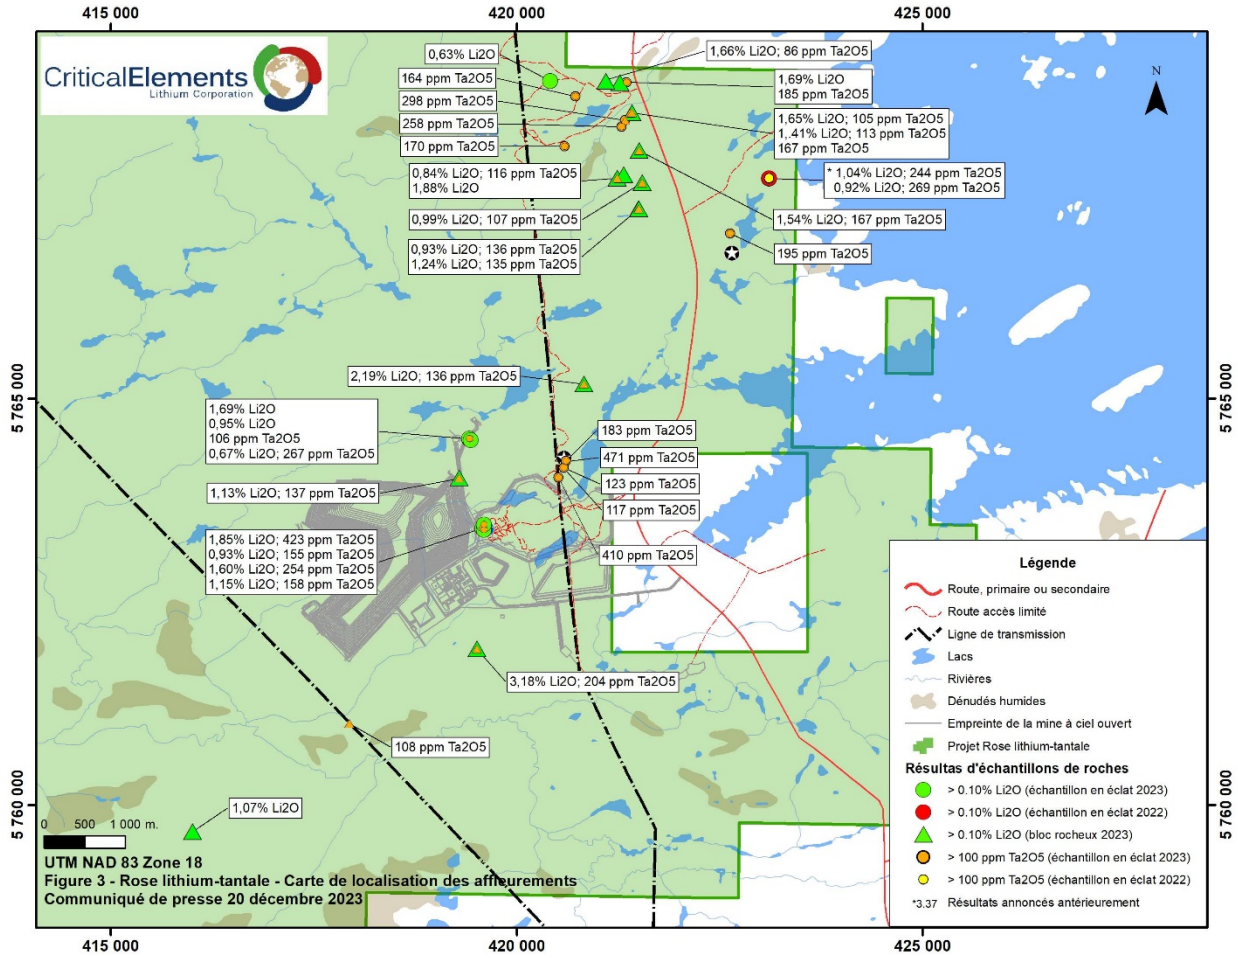 415 000
420 000
425 000
CriticalElements
Lithium Corporation
0,63% Li2O
164 ppm Ta2O5
298 ppm Ta2O5
258 ppm Ta2O5
170 ppm Ta2O5
0,84% Li2O; 116 ppm Ta2O5
1,88% Li2O
0,99% Li2O; 107 ppm Ta2O5
0,93% Li2O; 136 ppm Ta2O5
1,24% Li2O; 135 ppm Ta2O5
1,66% Li2O; 86 ppm Ta2O5
1,69% Li2O
185 ppm Ta2O5
1,65% Li2O; 105 ppm Ta2O5
1,.41% Li2O; 113 ppm Ta2O5
167 ppm Ta2O5
* 1,04% Li2O; 244 ppm Ta2O5
0,92% Li2O; 269 ppm Ta2O5
1,54% Li2O; 167 ppm Ta2O5
195 ppm Ta2O5
N
5 765 000
5 765 000
2,19% Li2O; 136 ppm Ta2O5
1,69% Li2O
0,95% Li2O
106 ppm Ta2O5
0,67% Li2O; 267 ppm Ta2O5
1,13% Li2O; 137 ppm Ta2O5
1,85% Li2O; 423 ppm Ta2O5
0,93% Li2O; 155 ppm Ta2O5
1,60% Li2O; 254 ppm Ta2O5
1,15% Li2O; 158 ppm Ta2O5
183 ppm Ta2O5
471 ppm Ta2O5
123 ppm Ta2O5
117 ppm Ta2O5
410 ppm Ta2O5
3,18% Li2O; 204 ppm Ta2O5
108 ppm Ta2O5
1,07% Li2O
5 760 000
5 760 000
Légende
Route, primaire ou secondaire
Route accès limité
Ligne de transmission
Lacs
Rivières
Dénudés humides
Empreinte de la mine à ciel ouvert
Projet Rose lithium-tantale
Résultas d'échantillons de roches
> 0.10% Li2O (échantillon en éclat 2023)
> 0.10% Li2O (échantillon en éclat 2022)
> 0.10% Li2O (bloc rocheux 2023)
> 100 ppm Ta2O5 (échantillon en éclat 2023)
> 100 ppm Ta2O5 (échantillon en éclat 2022)
*3.37 Résultats annoncés antérieurement
0 500 1 000 m.
UTM NAD 83 Zone 18
Figure 3 - Rose lithium-tantale - Carte de localisation des affleurements
Communiqué de presse 20 décembre 2023
415 000
420 000
425 000